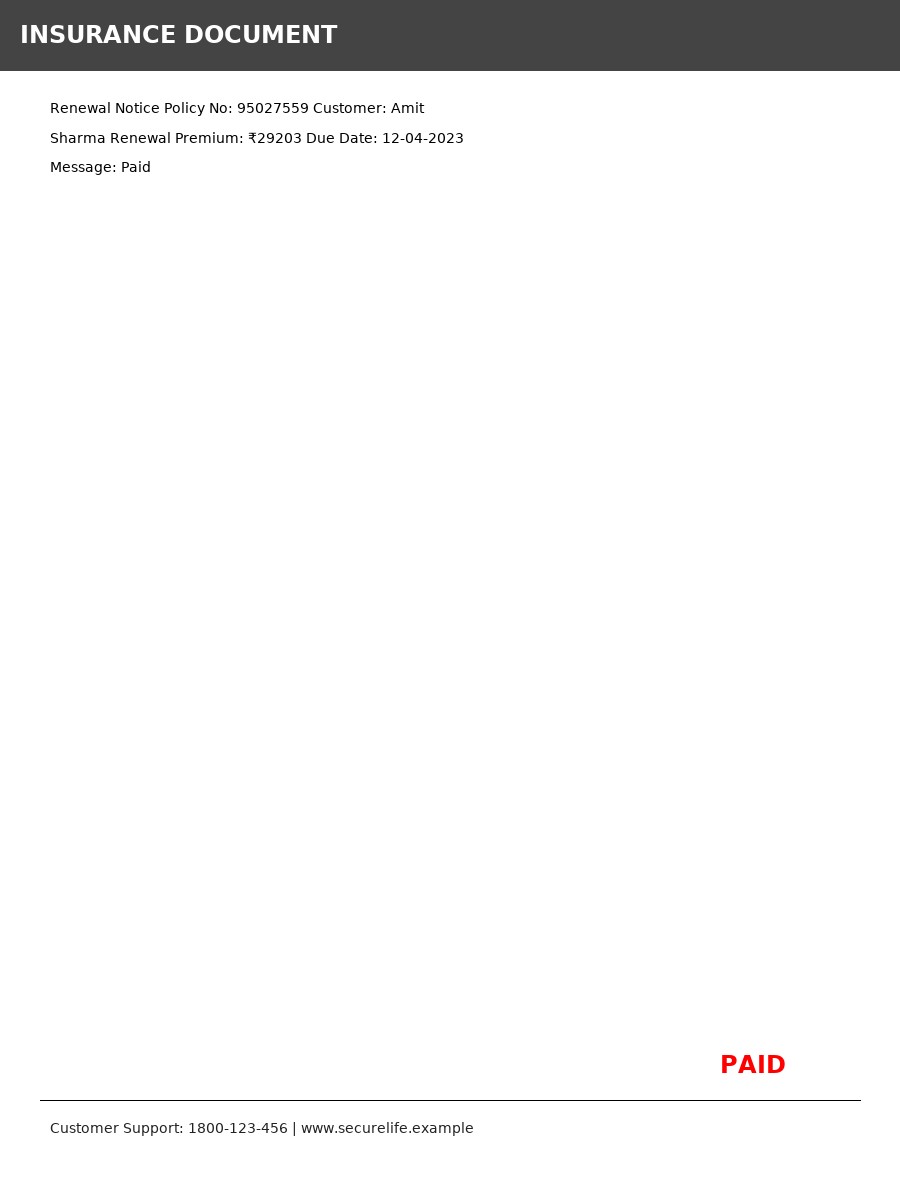 INSURANCE DOCUMENT
Renewal Notice Policy No: 95027559 Customer: Amit
Sharma Renewal Premium: ₹29203 Due Date: 12-04-2023
Message: Paid
PAID
Customer Support: 1800-123-456 | www.securelife.example